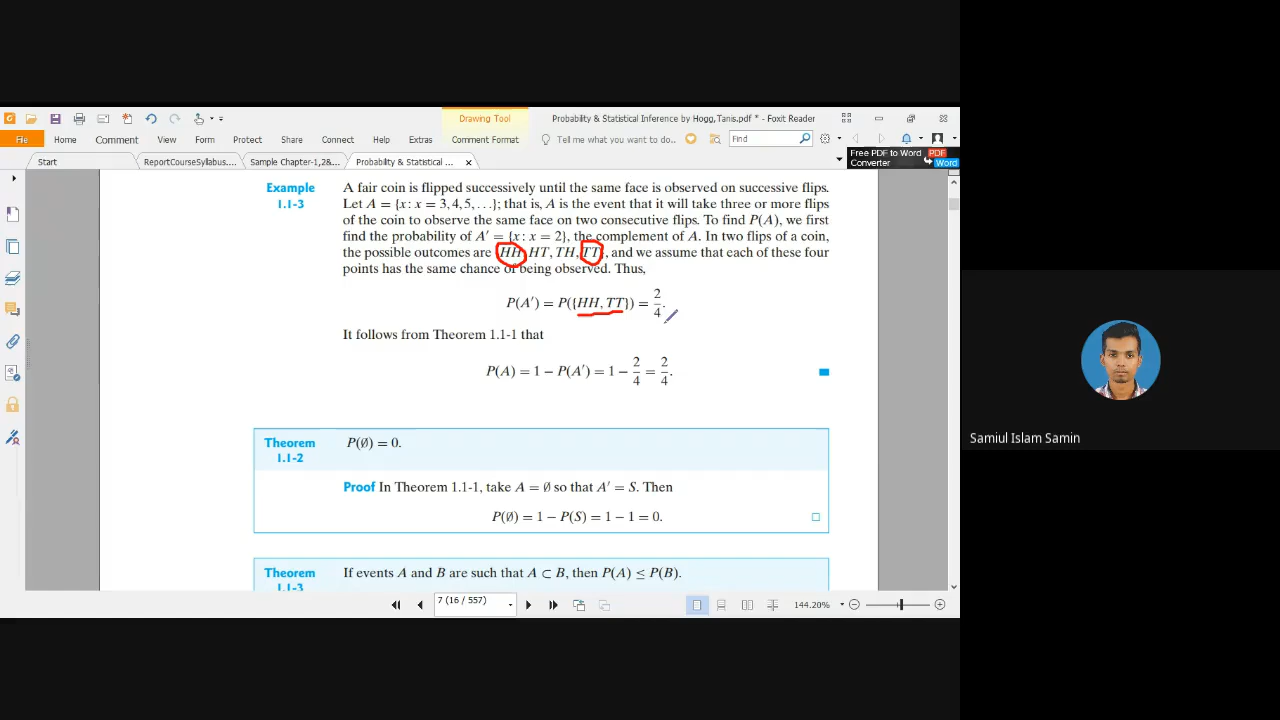 Drawing Tool
Probability & Statistical Inference by Hogg,Tanis.pdf * - Foxit Reader
File Home Comment View Form Protect Share Connect Help Extras Comment Format Tell me what you want to do.. Find
Start ReportCourseSyllabus.... Sample Chapter-1,2&... Probability & Statistical ...
Free PDF to Word Converter
PDF
Word
Example 1.1-3
A fair coin is flipped successively until the same face is observed on successive flips.
Let A = {x: x = 3, 4, 5, . . .}; that is, A is the event that it will take three or more flips
of the coin to observe the same face on two consecutive flips. To find P(A), we first
find the probability of A′ = {x: x = 2}, the complement of A. In two flips of a coin,
the possible outcomes are {HH, HT, TH, TT}, and we assume that each of these four
points has the same chance of being observed. Thus,
P(A′) = P({HH, TT}) = 2/4.
It follows from Theorem 1.1-1 that
P(A) = 1 − P(A′) = 1 − 2/4 = 2/4.
Theorem 1.1-2
P(∅) = 0.
Proof In Theorem 1.1-1, take A = ∅ so that A′ = S. Then
P(∅) = 1 − P(S) = 1 − 1 = 0.
Theorem 1.1-3
If events A and B are such that A ⊂ B, then P(A) ≤ P(B).
7 (16 / 557)
144.20%
Samiul Islam Samin